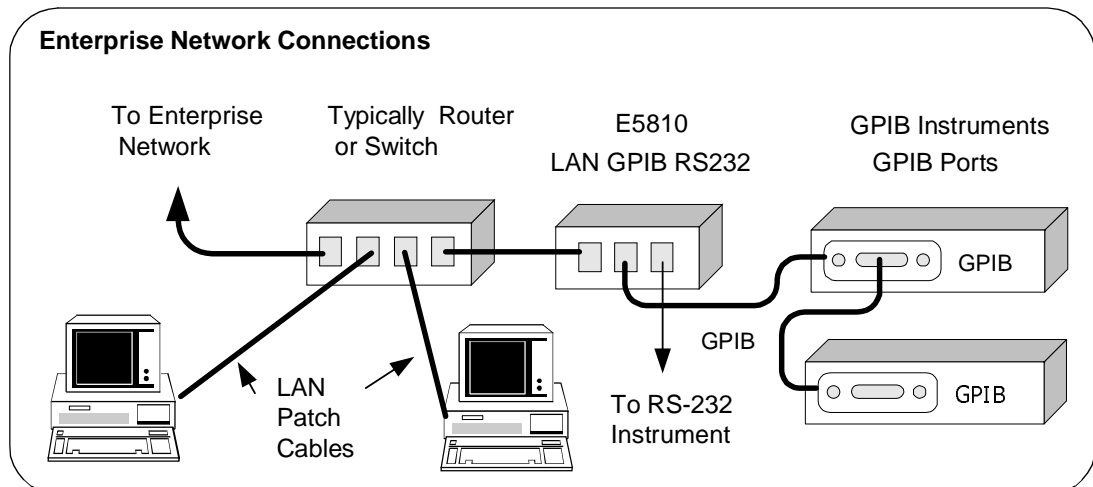 Enterprise Network Connections
To Enterprise
Network
Typically Router
or Switch
E5810
LAN GPIB RS232
GPIB Instruments
GPIB Ports
GPIB
GPIB
GPIB
LAN
Patch
Cables
To RS-232
Instrument